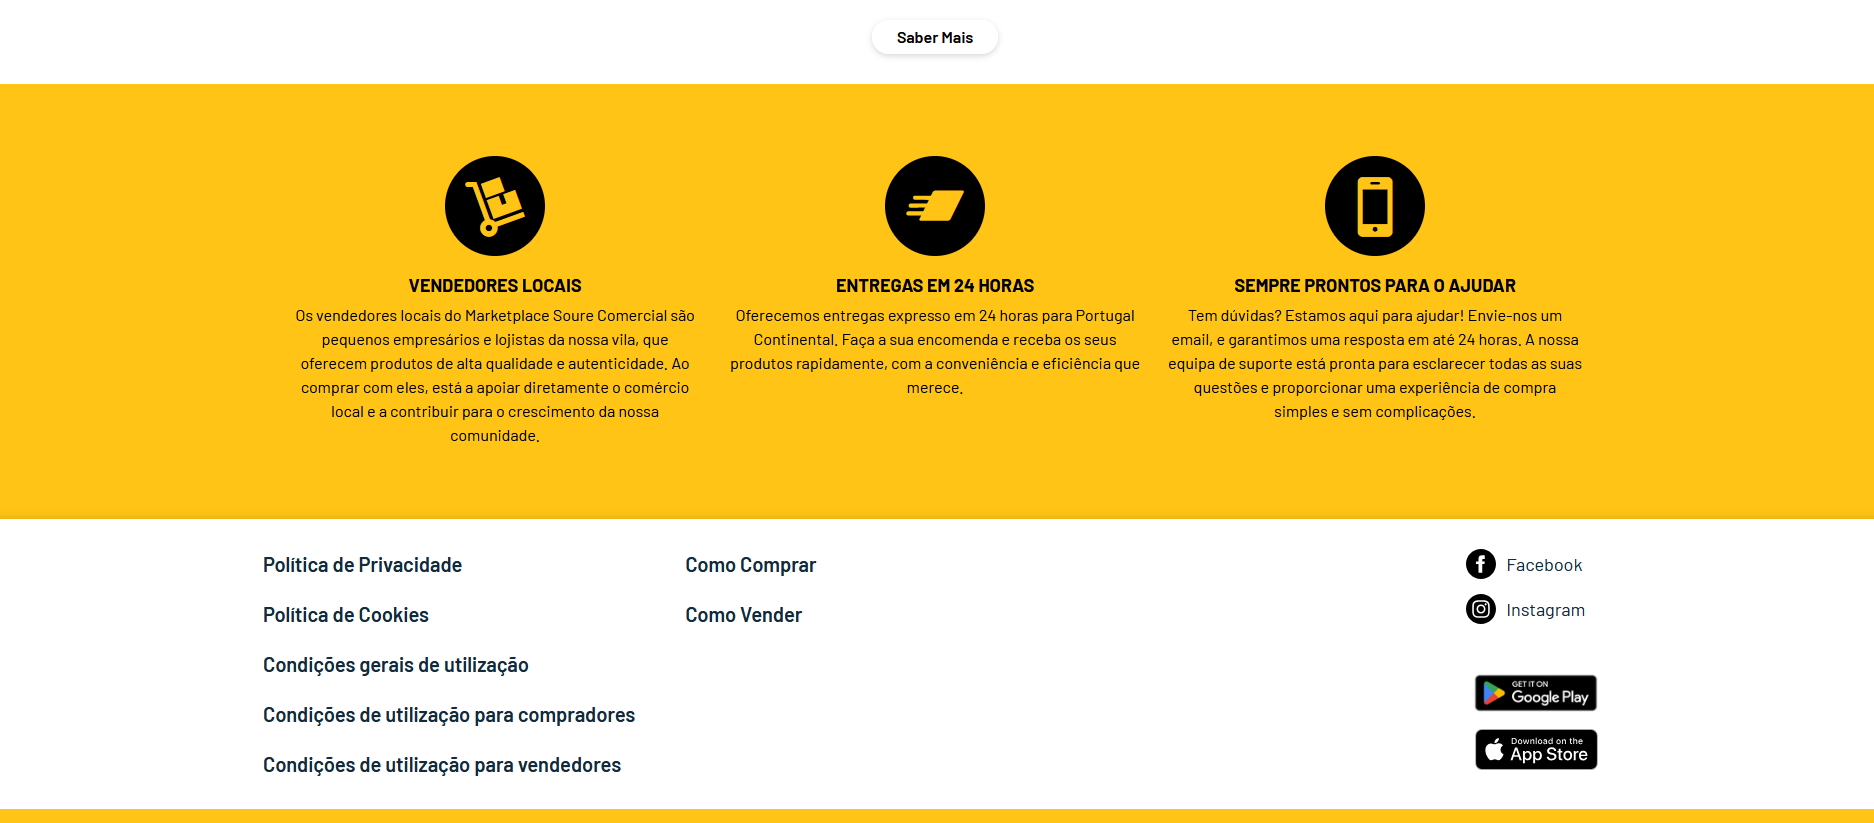 Saber Mais
VENDEDORES LOCAIS
Os vendedores locais do Marketplace Soure Comercial são
pequenos empresários e lojistas da nossa vila, que
oferecem produtos de alta qualidade e autenticidade. Ao
comprar com eles, está a apoiar diretamente o comércio
local e a contribuir para o crescimento da nossa
comunidade.
ENTREGAS EM 24 HORAS
Oferecemos entregas expresso em 24 horas para Portugal
Continental. Faça a sua encomenda e receba os seus
produtos rapidamente, com a conveniência e eficiência que
merece.
SEMPRE PRONTOS PARA O AJUDAR
Tem dúvidas? Estamos aqui para ajudar! Envie-nos um
email, e garantimos uma resposta em até 24 horas. A nossa
equipa de suporte está pronta para esclarecer todas as suas
questões e proporcionar uma experiência de compra
simples e sem complicações.
Política de Privacidade
Política de Cookies
Condições gerais de utilização
Condições de utilização para compradores
Condições de utilização para vendedores
Como Comprar
Como Vender
Facebook
Instagram
GET IT ON
Google Play
Download on the
App Store